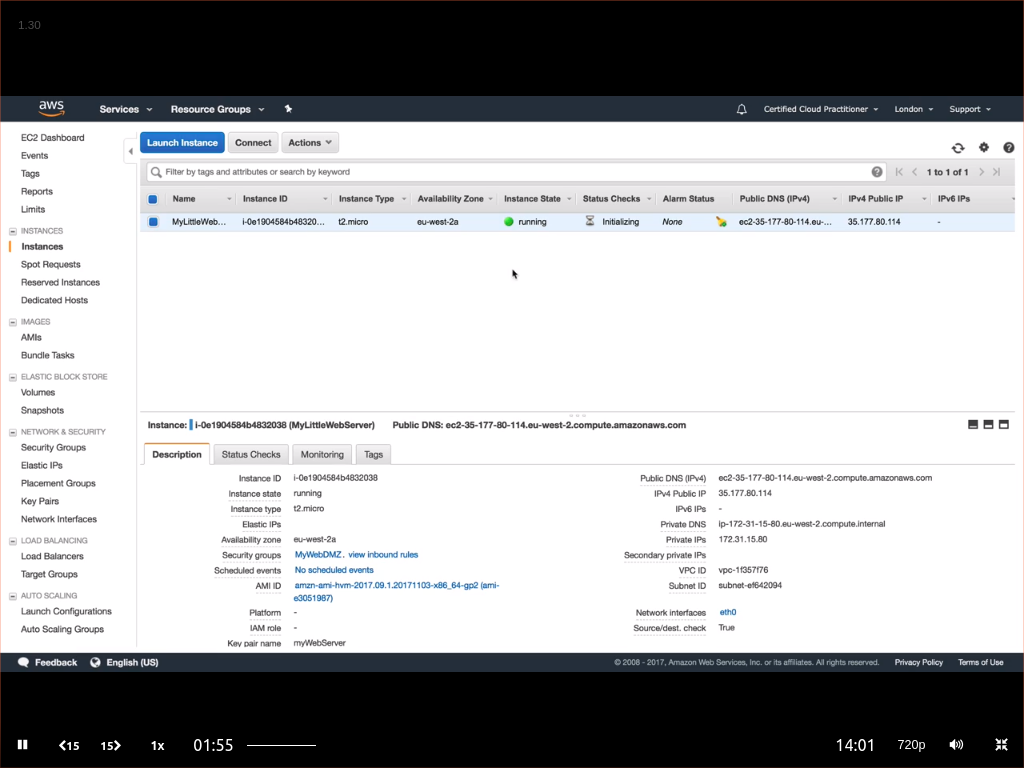 1.30
aws Services Resource Groups Certified Cloud Practitioner London Support
EC2 Dashboard
Events
Tags
Reports
Limits
INSTANCES
Instances
Spot Requests
Reserved Instances
Dedicated Hosts
IMAGES
AMIs
Bundle Tasks
ELASTIC BLOCK STORE
Volumes
Snapshots
NETWORK & SECURITY
Security Groups
Elastic IPs
Placement Groups
Key Pairs
Network Interfaces
LOAD BALANCING
Load Balancers
Target Groups
AUTO SCALING
Launch Configurations
Auto Scaling Groups
Launch Instance Connect Actions
Filter by tags and attributes or search by keyword 1 to 1 of 1
Name Instance ID Instance Type Availability Zone Instance State Status Checks Alarm Status Public DNS (IPv4) IPv4 Public IP IPv6 IPs
MyLittleWeb... i-0e1904584b48320... t2.micro eu-west-2a running Initializing None ec2-35-177-80-114.eu-... 35.177.80.114 -
Instance: i-0e1904584b4832038 (MyLittleWebServer) Public DNS: ec2-35-177-80-114.eu-west-2.compute.amazonaws.com
Description Status Checks Monitoring Tags
Instance ID i-0e1904584b4832038
Instance state running
Instance type t2.micro
Elastic IPs
Availability zone eu-west-2a
Security groups MyWebDMZ. view inbound rules
Scheduled events No scheduled events
AMI ID amzn-ami-hvm-2017.09.1.20171103-x86_64-gp2 (ami-
e3051987)
Platform -
IAM role -
Key pair name myWebServer
Public DNS (IPv4) ec2-35-177-80-114.eu-west-2.compute.amazonaws.com
IPv4 Public IP 35.177.80.114
IPv6 IPs -
Private DNS ip-172-31-15-80.eu-west-2.compute.internal
Private IPs 172.31.15.80
Secondary private IPs
VPC ID vpc-1f357f76
Subnet ID subnet-ef642094
Network interfaces eth0
Source/dest. check True
Feedback English (US) © 2008 - 2017, Amazon Web Services, Inc. or its affiliates. All rights reserved. Privacy Policy Terms of Use
15 15 1x 01:55 14:01 720p